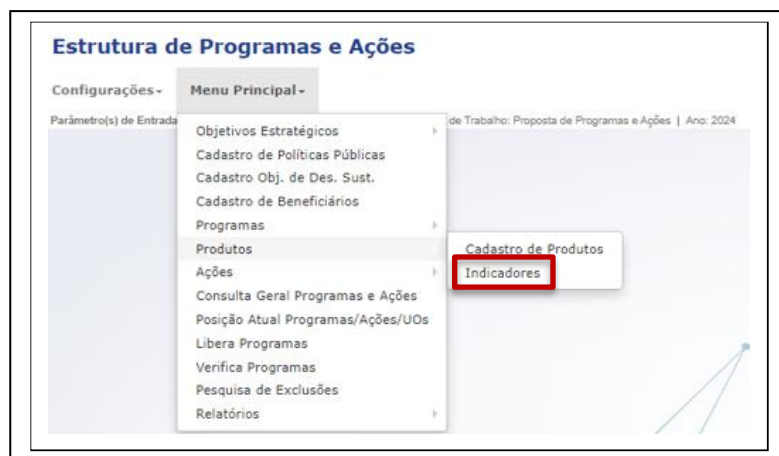 Estrutura de Programas e Ações
Configurações Menu Principal
Parâmetro(s) de Entrada de Trabalho: Proposta de Programas e Ações | Ano: 2024
Objetivos Estratégicos
Cadastro de Políticas Públicas
Cadastro Obj. de Des. Sust.
Cadastro de Beneficiários
Programas
Produtos
Cadastro de Produtos
Ações
Indicadores
Consulta Geral Programas e Ações
Posição Atual Programas/Ações/UOs
Libera Programas
Verifica Programas
Pesquisa de Exclusões
Relatórios